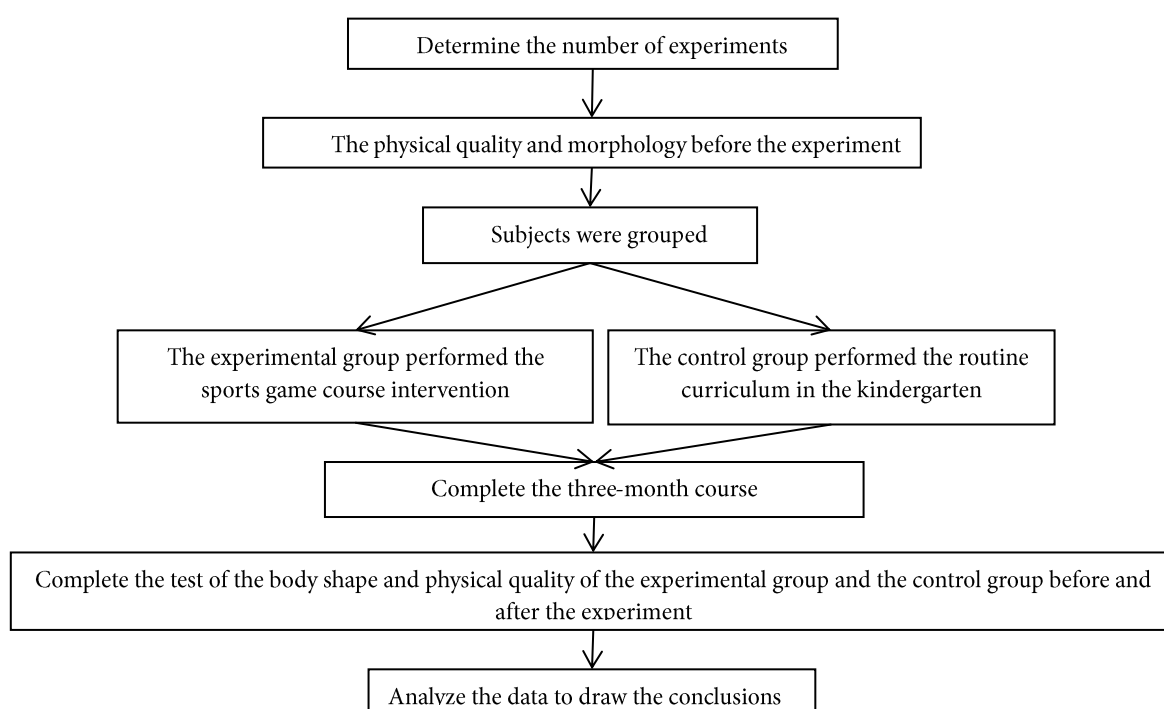 Determine the number of experiments
The physical quality and morphology before the experiment
Subjects were grouped
The experimental group performed the
sports game course intervention
The control group performed the routine
curriculum in the kindergarten
Complete the three-month course
Complete the test of the body shape and physical quality of the experimental group and the control group before and
after the experiment
Analyze the data to draw the conclusions